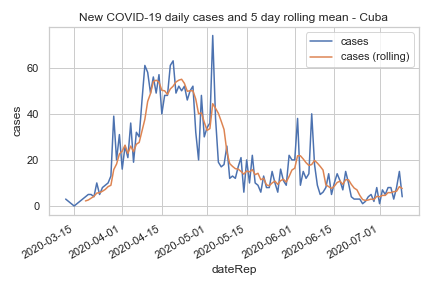 New COVID-19 daily cases and 5 day rolling mean - Cuba
cases
cases (rolling)
cases
60
40
20
0
2020-03-15
2020-04-01
2020-04-15
2020-05-01
2020-05-15
2020-06-01
2020-06-15
2020-07-01
dateRep